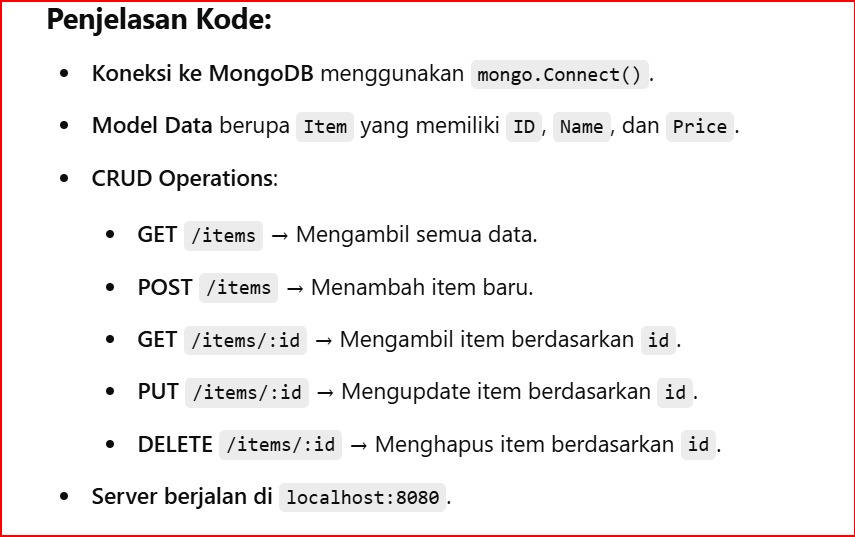 Penjelasan Kode:
• Koneksi ke MongoDB menggunakan mongo.Connect().
• Model Data berupa Item yang memiliki ID, Name, dan Price.
• CRUD Operations:
• GET /items → Mengambil semua data.
• POST /items → Menambah item baru.
• GET /items/:id → Mengambil item berdasarkan id.
• PUT /items/:id → Mengupdate item berdasarkan id.
• DELETE /items/:id → Menghapus item berdasarkan id.
• Server berjalan di localhost:8080.